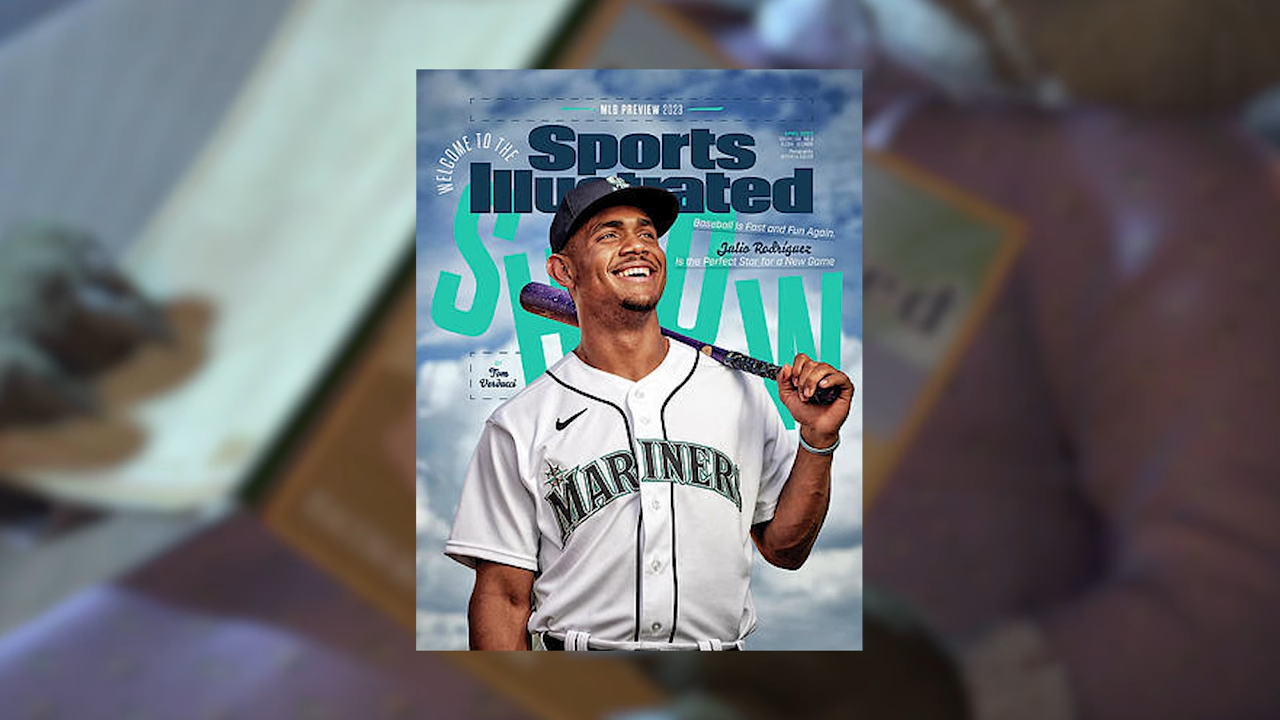 MLB PREVIEW 2023
WELCOME TO THE
Sports
Illustrated
SHOW
Baseball Is Fast and Fun Again.
Julio Rodríguez
Is the Perfect Star for a New Game
BY
Tom
Verducci
MARINERS